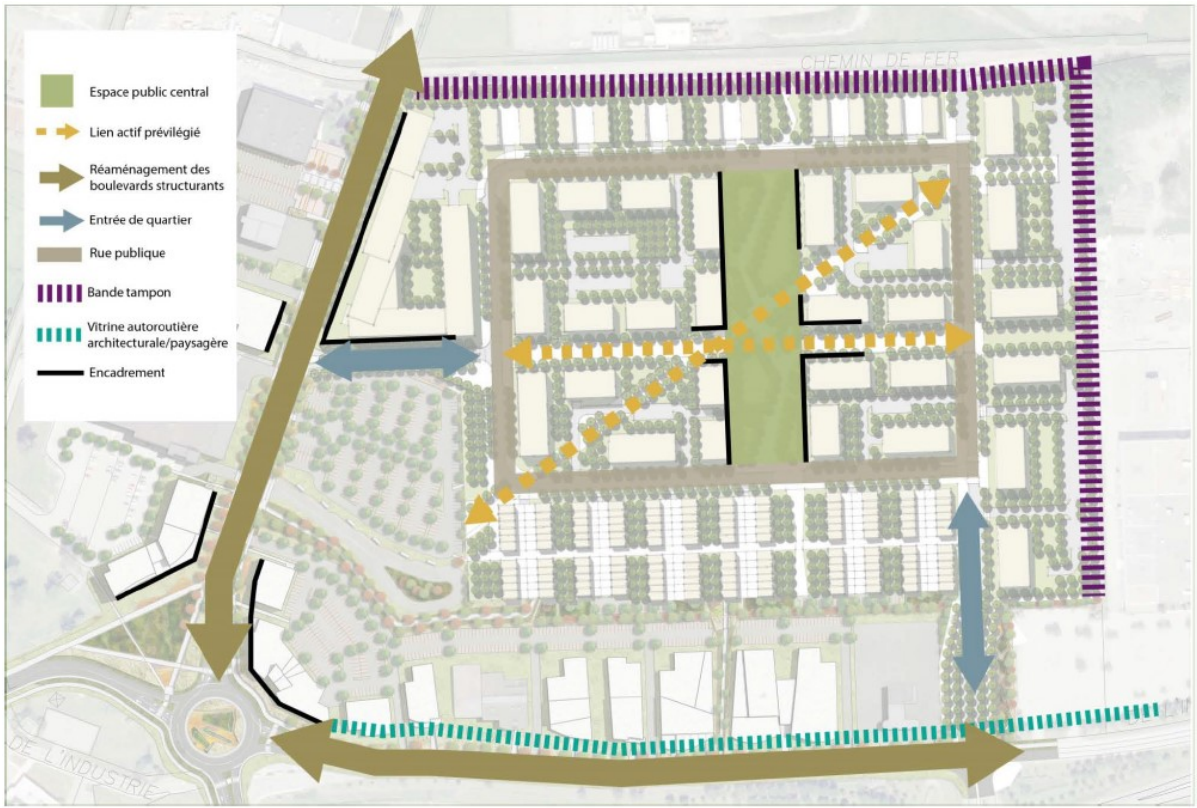 CHEMIN DE FER
Espace public central
Lien actif prévilégié
Réaménagement des
boulevards structurants
Entrée de quartier
Rue publique
Bande tampon
Vitrine autoroutière
architecturale/paysagère
Encadrement
DE L'INDUSTRIE